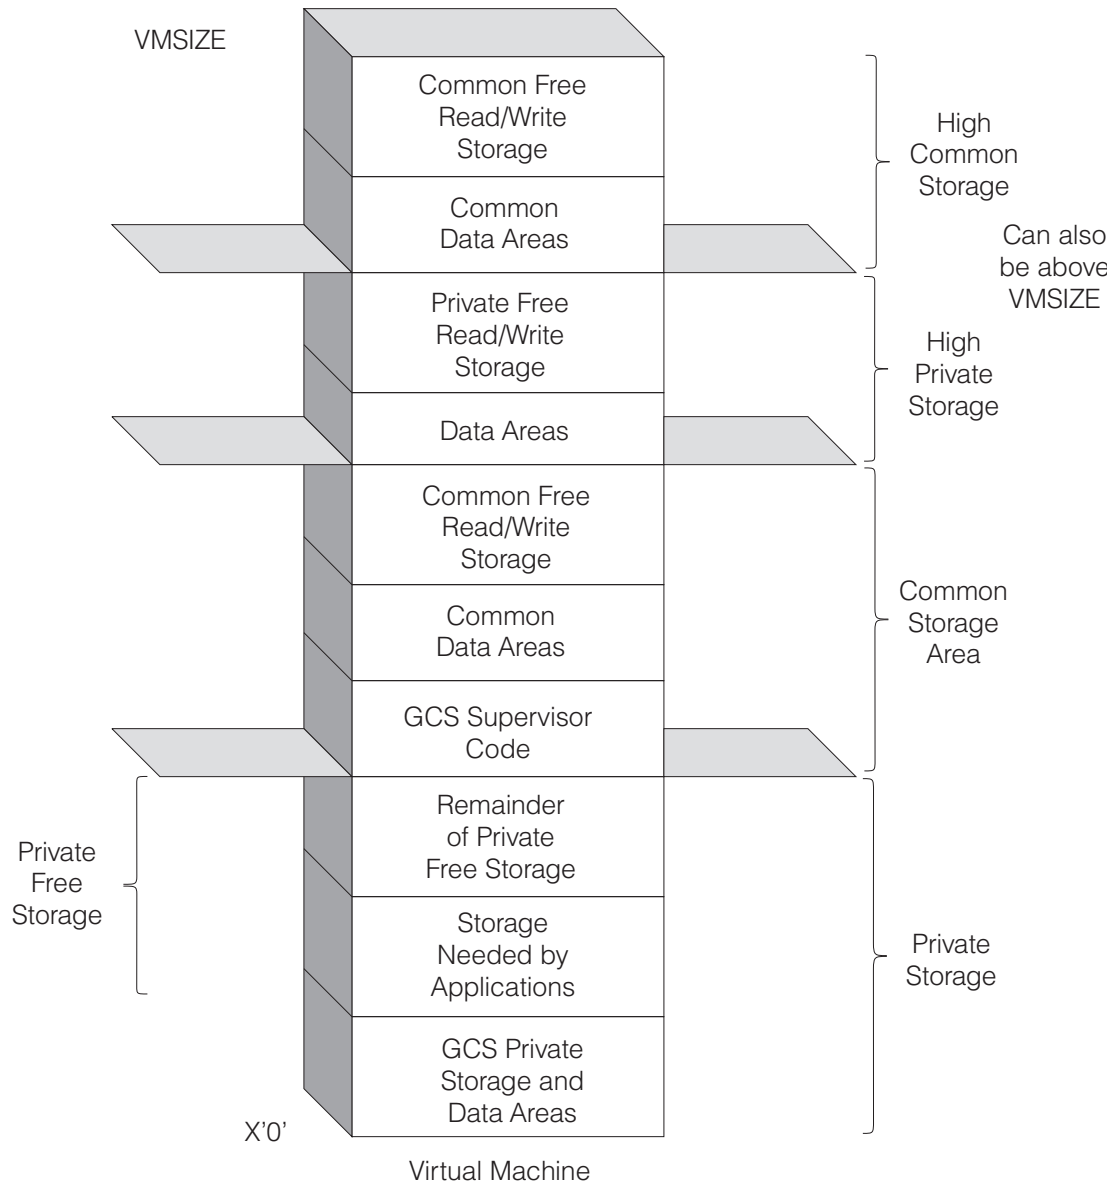 VMSIZE
Common Free
Read/Write
Storage
High
Common
Storage
Common
Data Areas
Can also
be above
VMSIZE
Private Free
Read/Write
Storage
High
Private
Storage
Data Areas
Common Free
Read/Write
Storage
Common
Data Areas
Common
Storage
Area
GCS Supervisor
Code
Remainder
of Private
Free Storage
Private
Free
Storage
Storage
Needed by
Applications
Private
Storage
GCS Private
Storage and
Data Areas
X'0'
Virtual Machine